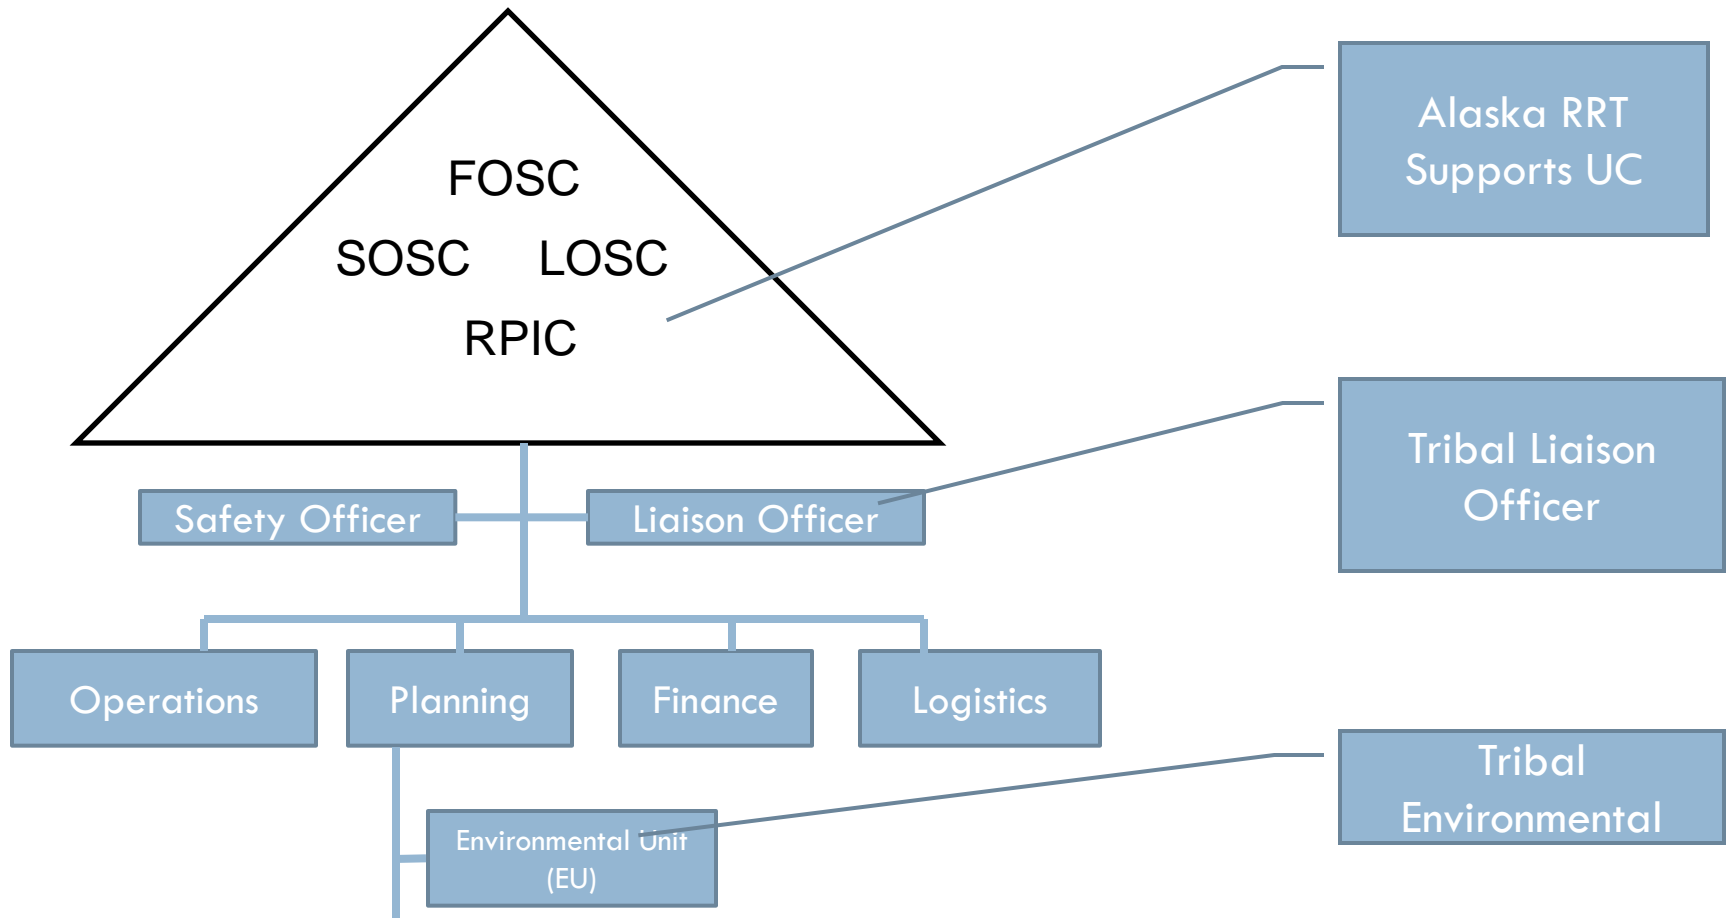 FOSC
SOSC LOSC
RPIC
Alaska RRT
Supports UC
Safety Officer
Liaison Officer
Tribal Liaison
Officer
Operations
Planning
Finance
Logistics
Environmental Unit
(EU)
Tribal
Environmental